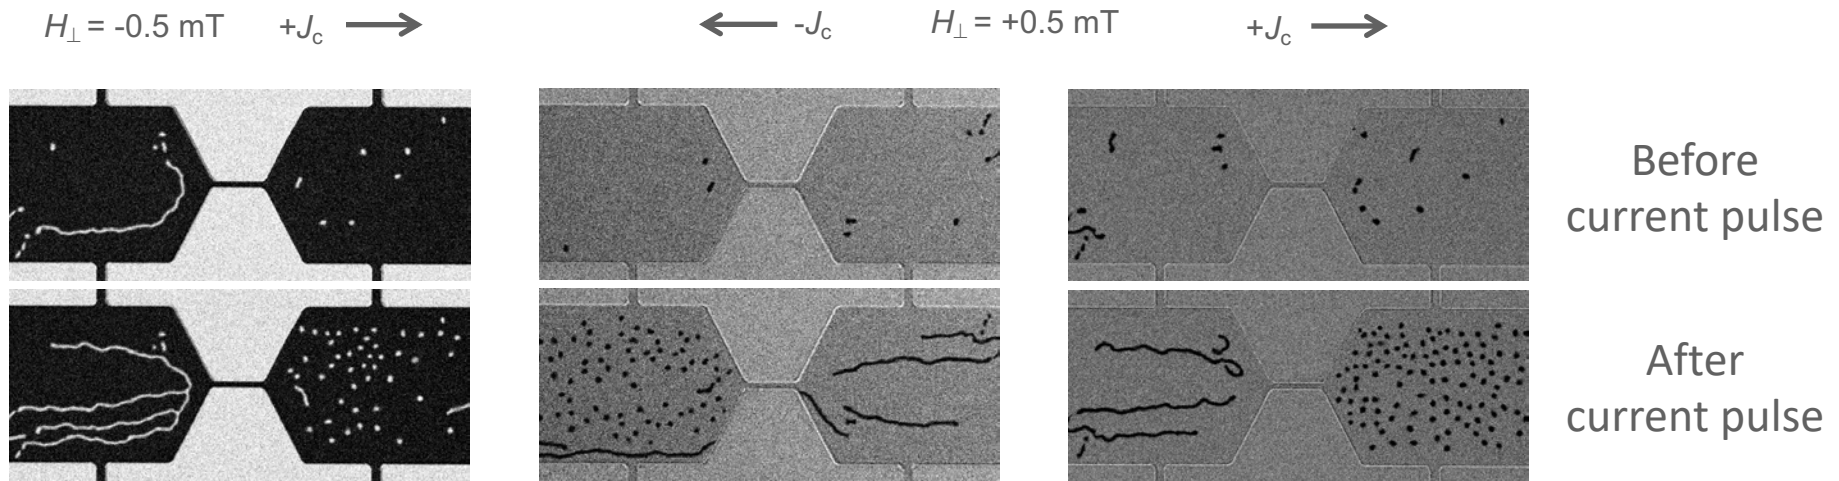 H⊥ = -0.5 mT +Jc
-Jc H⊥ = +0.5 mT +Jc
Before
current pulse
After
current pulse